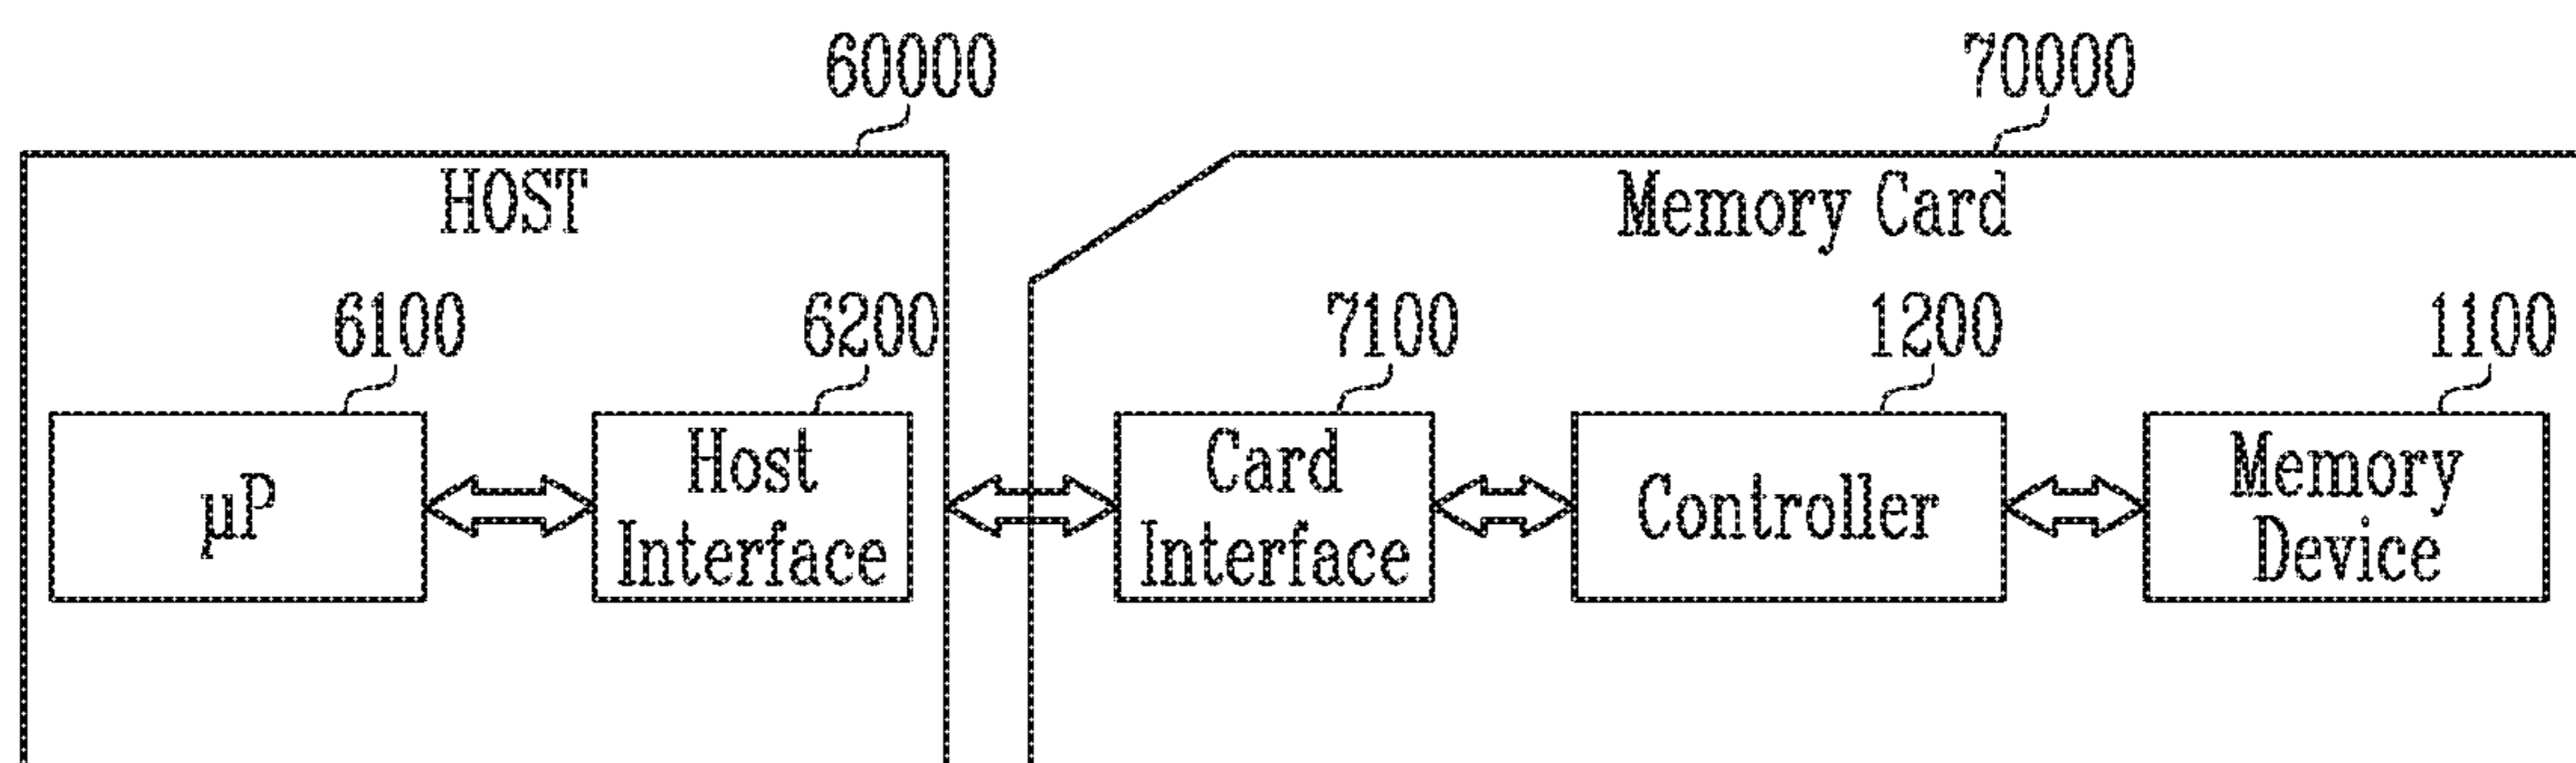 60000
70000
HOST
Memory Card
6100
6200
7100
1200
1100
µP
Host
Interface
Card
Interface
Controller
Memory
Device